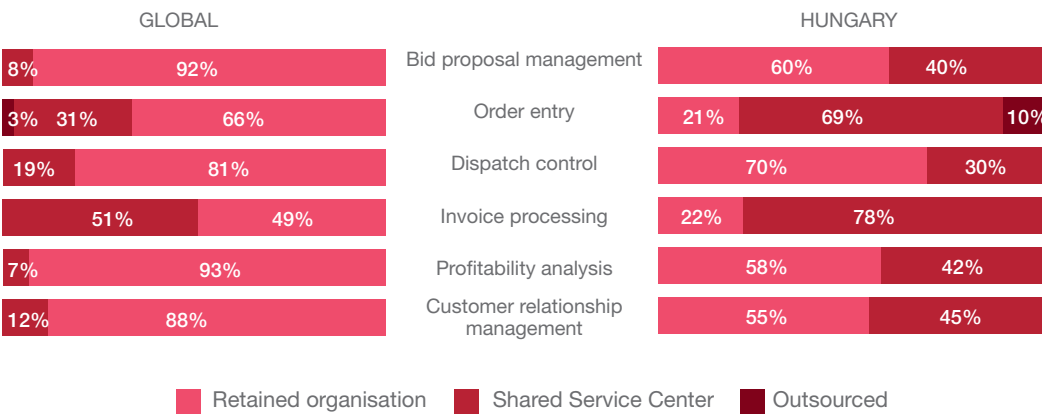 GLOBAL HUNGARY
8% 92% Bid proposal management 60% 40%
3% 31% 66% Order entry 21% 69% 10%
19% 81% Dispatch control 70% 30%
51% 49% Invoice processing 22% 78%
7% 93% Profitability analysis 58% 42%
12% 88% Customer relationship
management 55% 45%
Retained organisation Shared Service Center Outsourced